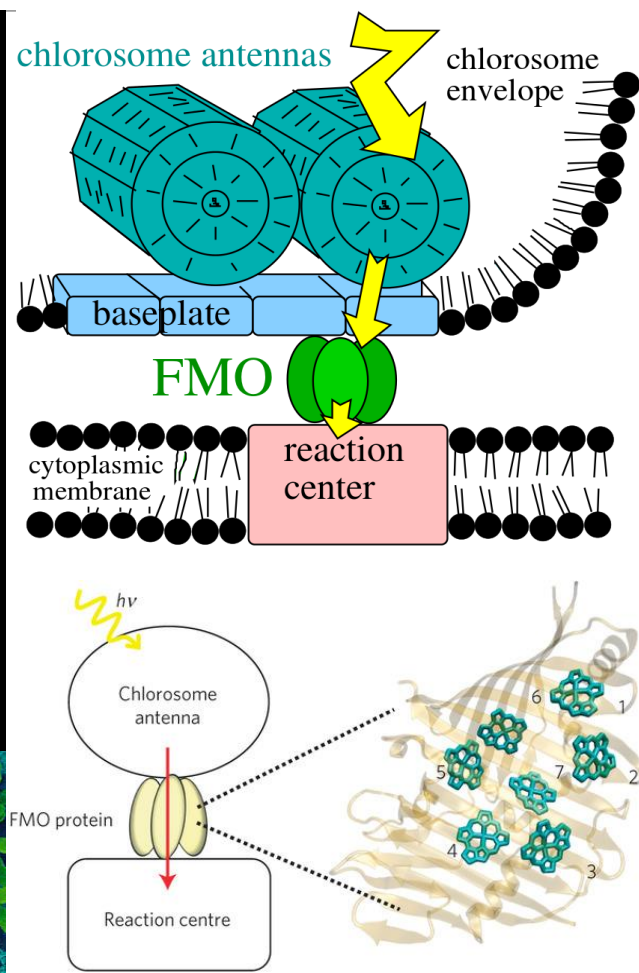 chlorosome antennas
chlorosome
envelope
baseplate
FMO
reaction
center
cytoplasmic
membrane
hν
Chlorosome
antenna
FMO protein
Reaction centre
6
1
5
7
2
4
3